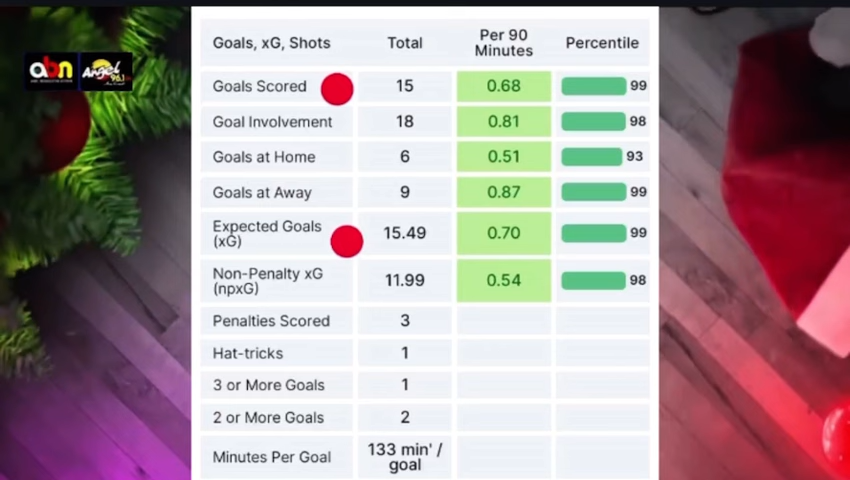 Goals, xG, Shots Total Per 90 Minutes Percentile
Goals Scored 15 0.68 99
Goal Involvement 18 0.81 98
Goals at Home 6 0.51 93
Goals at Away 9 0.87 99
Expected Goals (xG) 15.49 0.70 99
Non-Penalty xG (npxG) 11.99 0.54 98
Penalties Scored 3
Hat-tricks 1
3 or More Goals 1
2 or More Goals 2
Minutes Per Goal 133 min' / goal
abn
Angel
96.1